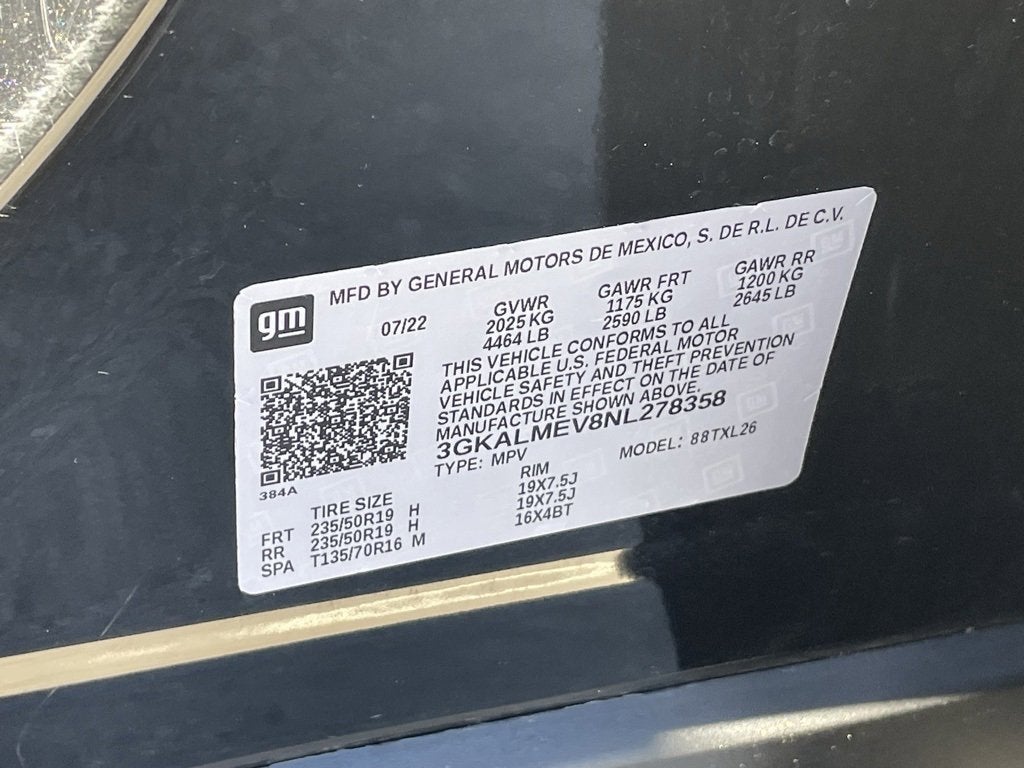 MFD BY GENERAL MOTORS DE MEXICO, S. DE R.L. DE C.V.
gm
07/22
GVWR GAWR FRT GAWR RR
2025 KG 1175 KG 1200 KG
4464 LB 2590 LB 2645 LB
THIS VEHICLE CONFORMS TO ALL
APPLICABLE U.S. FEDERAL MOTOR
VEHICLE SAFETY AND THEFT PREVENTION
STANDARDS IN EFFECT ON THE DATE OF
MANUFACTURE SHOWN ABOVE.
3GKALMEV8NL278358
TYPE: MPV MODEL: 88TXL26
384A
TIRE SIZE RIM
FRT 235/50R19 H 19X7.5J
RR 235/50R19 H 19X7.5J
SPA T135/70R16 M 16X4BT